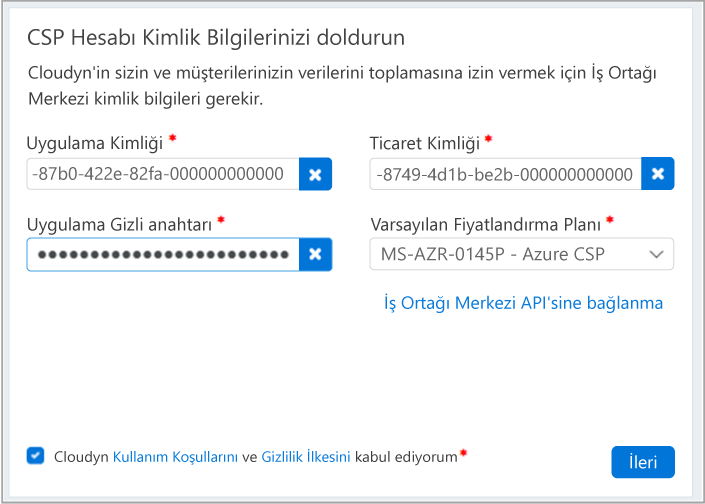 CSP Hesabı Kimlik Bilgilerinizi doldurun
Cloudyn'in sizin ve müşterilerinizin verilerini toplamasına izin vermek için İş Ortağı
Merkezi kimlik bilgileri gerekir.
Uygulama Kimliği *
Ticaret Kimliği *
-87b0-422e-82fa-000000000000
-8749-4d1b-be2b-000000000000
Uygulama Gizli anahtarı *
Varsayılan Fiyatlandırma Planı *
MS-AZR-0145P - Azure CSP
İş Ortağı Merkezi API'sine bağlanma
Cloudyn Kullanım Koşullarını ve Gizlilik İlkesini kabul ediyorum*
İleri